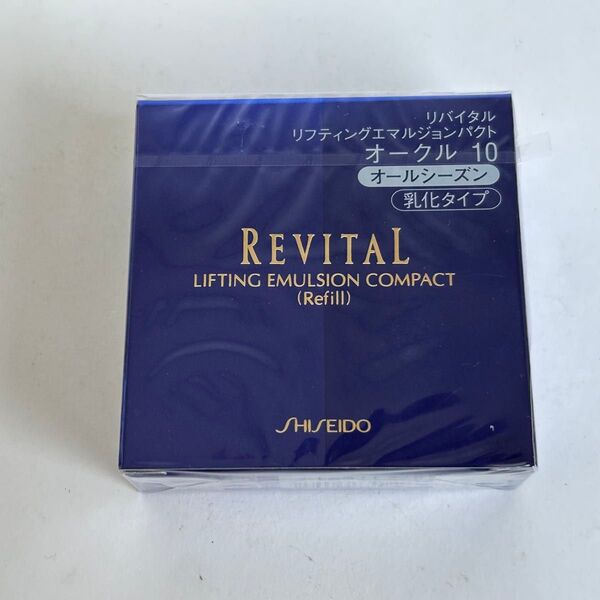 リバイタル
リフティングエマルジョンパクト
オークル 10
オールシーズン
乳化タイプ
REVITAL
LIFTING EMULSION COMPACT
(Refill)
SHISEIDO